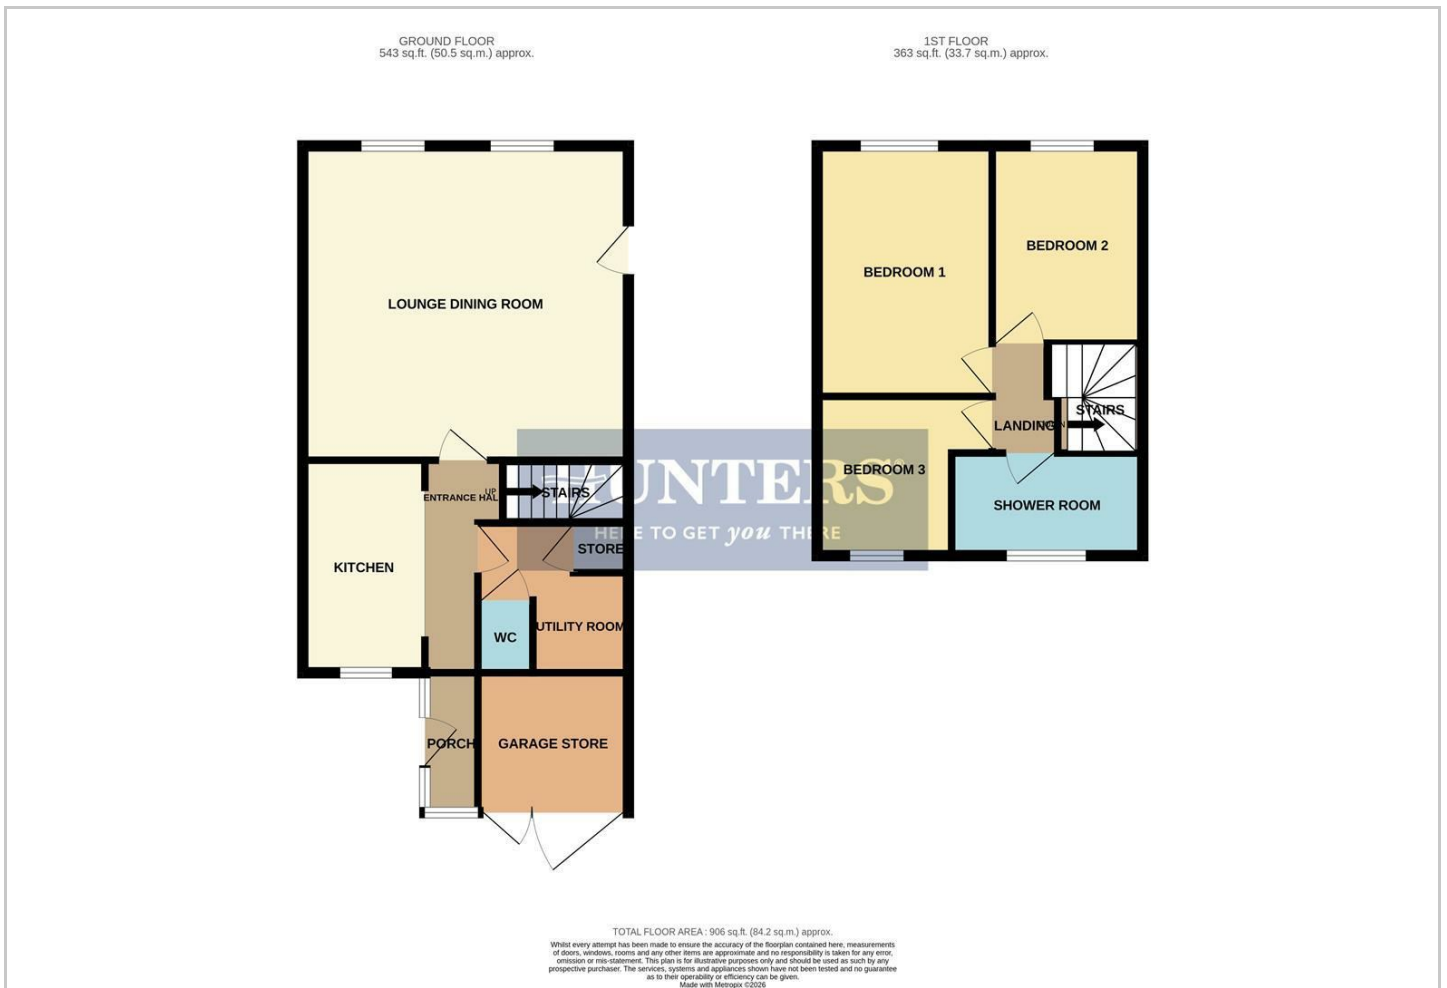 GROUND FLOOR
543 sq.ft. (50.5 sq.m.) approx.
1ST FLOOR
363 sq.ft. (33.7 sq.m.) approx.
LOUNGE DINING ROOM
BEDROOM 1
BEDROOM 2
STAIRS
LANDING
BEDROOM 3
SHOWER ROOM
HUNTERS®
HERE TO GET you THERE
ENTRANCE HALL
UP
STAIRS
STORE
KITCHEN
WC
UTILITY ROOM
PORCH
GARAGE STORE
TOTAL FLOOR AREA : 906 sq.ft. (84.2 sq.m.) approx.
Whilst every attempt has been made to ensure the accuracy of the floorplan contained here, measurements
of doors, windows, rooms and any other items are approximate and no responsibility is taken for any error,
omission or mis-statement. This plan is for illustrative purposes only and should be used as such by any
prospective purchaser. The services, systems and appliances shown have not been tested and no guarantee
as to their operability or efficiency can be given.
Made with Metropix ©2026